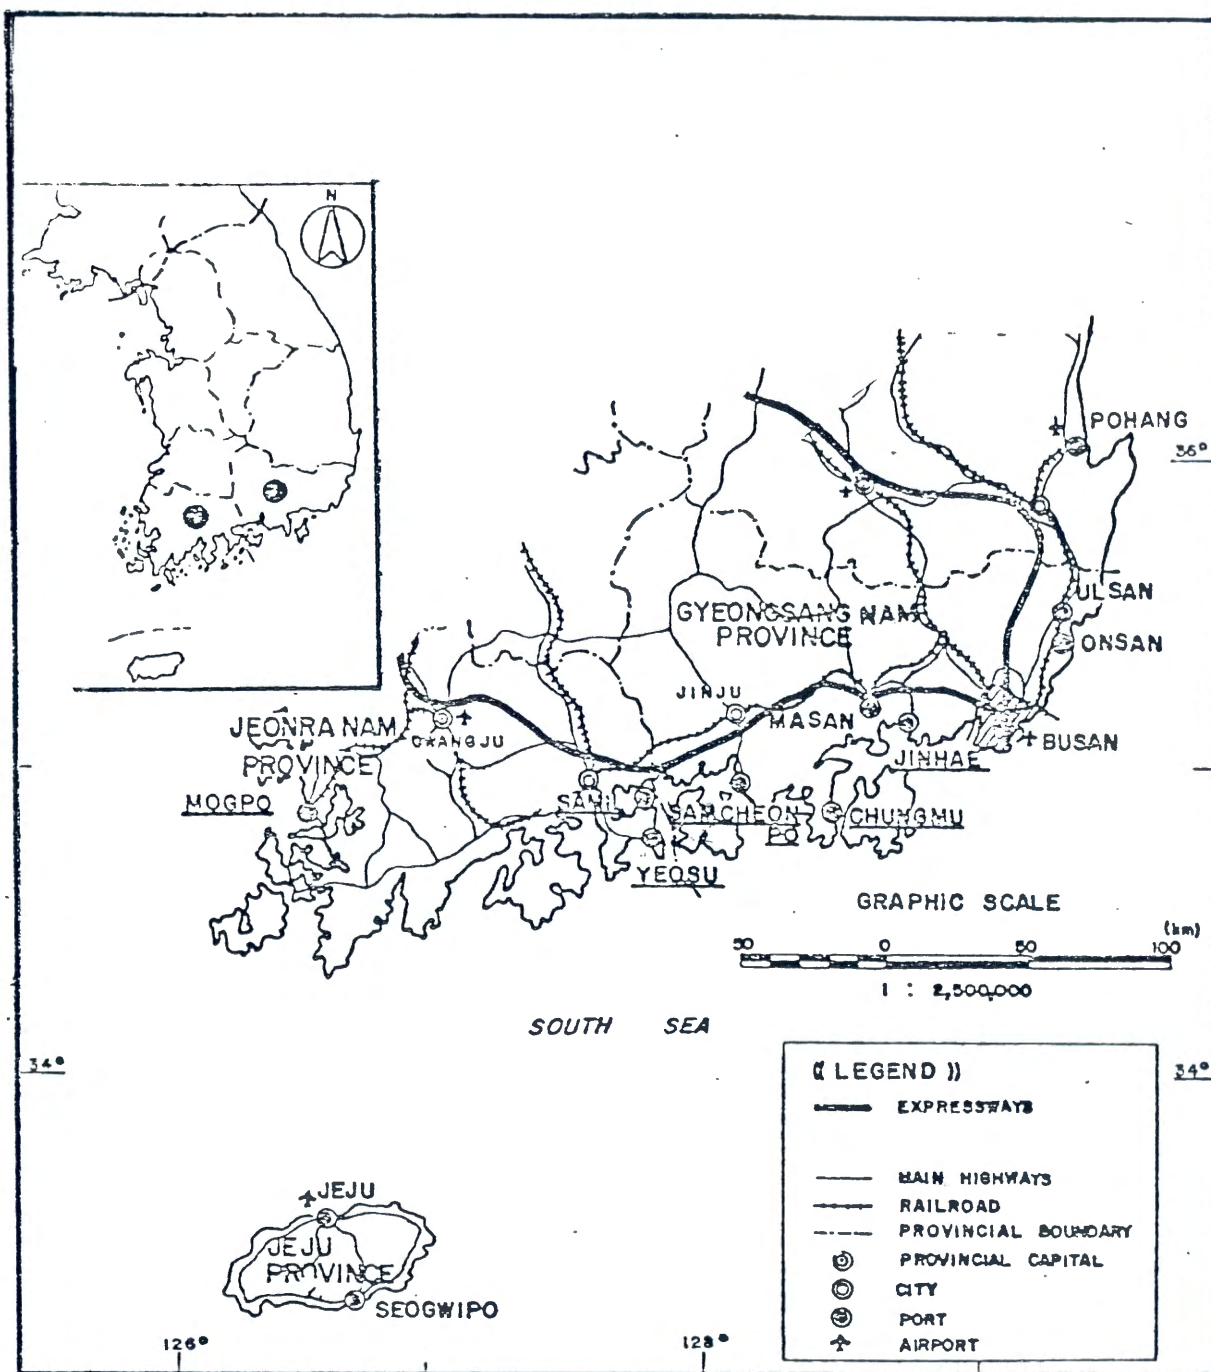 N
POHANG
36°
ULSAN
GYEONGSANG NAM
PROVINCE
ONSAN
JINJU
MASAN
BUSAN
JEONRA NAM
PROVINCE
GWANGJU
JINHAE
MOGPO
SAMIL
SAMCHEON
PO
CHUNGMU
YEOSU
GRAPHIC SCALE
(km)
50 0 50 100
1 : 2,500,000
SOUTH SEA
34°
34°
(( LEGEND ))
EXPRESSWAYS
MAIN HIGHWAYS
RAILROAD
PROVINCIAL BOUNDARY
PROVINCIAL CAPITAL
CITY
PORT
AIRPORT
JEJU
JEJU
PROVINCE
SEOGWIPO
126°
128°